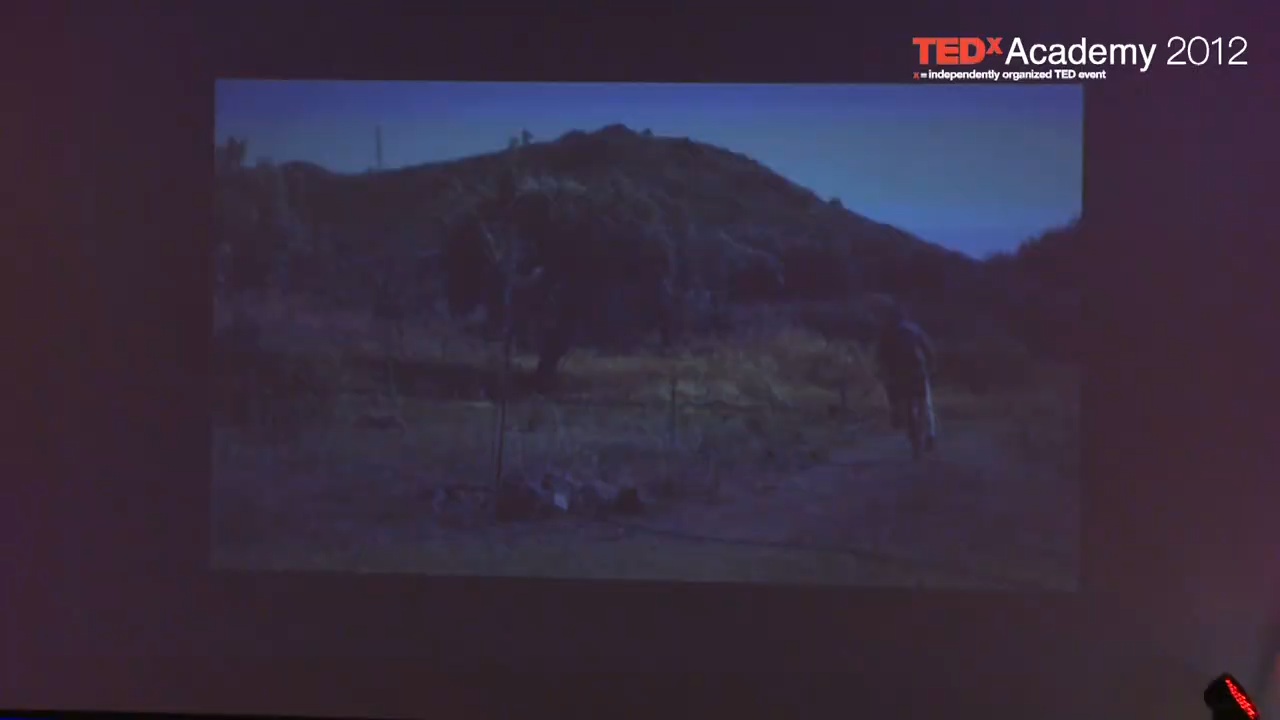 TEDx Academy 2012
x = independently organized TED event